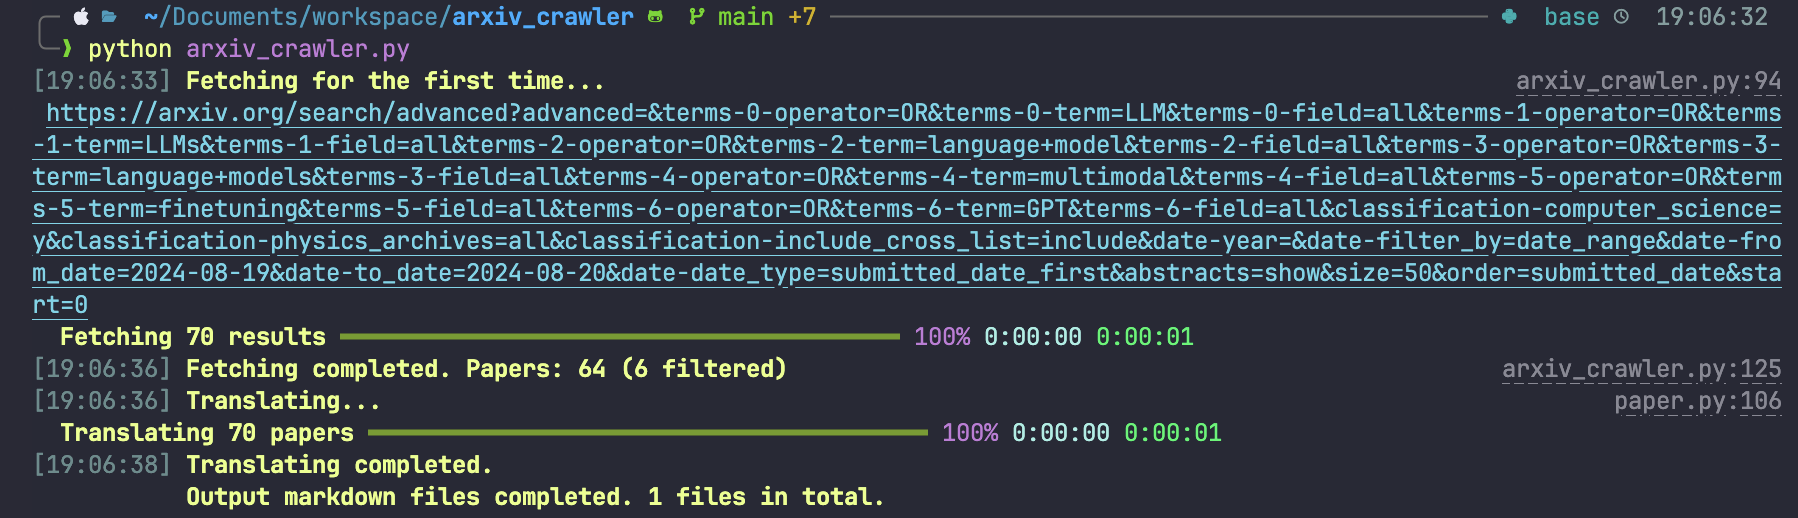 ~/Documents/workspace/arxiv_crawler main +7 base 19:06:32
❯ python arxiv_crawler.py
[19:06:33] Fetching for the first time... arxiv_crawler.py:94
https://arxiv.org/search/advanced?advanced=&terms-0-operator=OR&terms-0-term=LLM&terms-0-field=all&terms-1-operator=OR&terms
-1-term=LLMs&terms-1-field=all&terms-2-operator=OR&terms-2-term=language+model&terms-2-field=all&terms-3-operator=OR&terms-3-
term=language+models&terms-3-field=all&terms-4-operator=OR&terms-4-term=multimodal&terms-4-field=all&terms-5-operator=OR&term
s-5-term=finetuning&terms-5-field=all&terms-6-operator=OR&terms-6-term=GPT&terms-6-field=all&classification-computer_science=
y&classification-physics_archives=all&classification-include_cross_list=include&date-year=&date-filter_by=date_range&date-fro
m_date=2024-08-19&date-to_date=2024-08-20&date-date_type=submitted_date_first&abstracts=show&size=50&order=submitted_date&sta
rt=0
Fetching 70 results 100% 0:00:00 0:00:01
[19:06:36] Fetching completed. Papers: 64 (6 filtered) arxiv_crawler.py:125
[19:06:36] Translating... paper.py:106
Translating 70 papers 100% 0:00:00 0:00:01
[19:06:38] Translating completed.
Output markdown files completed. 1 files in total.